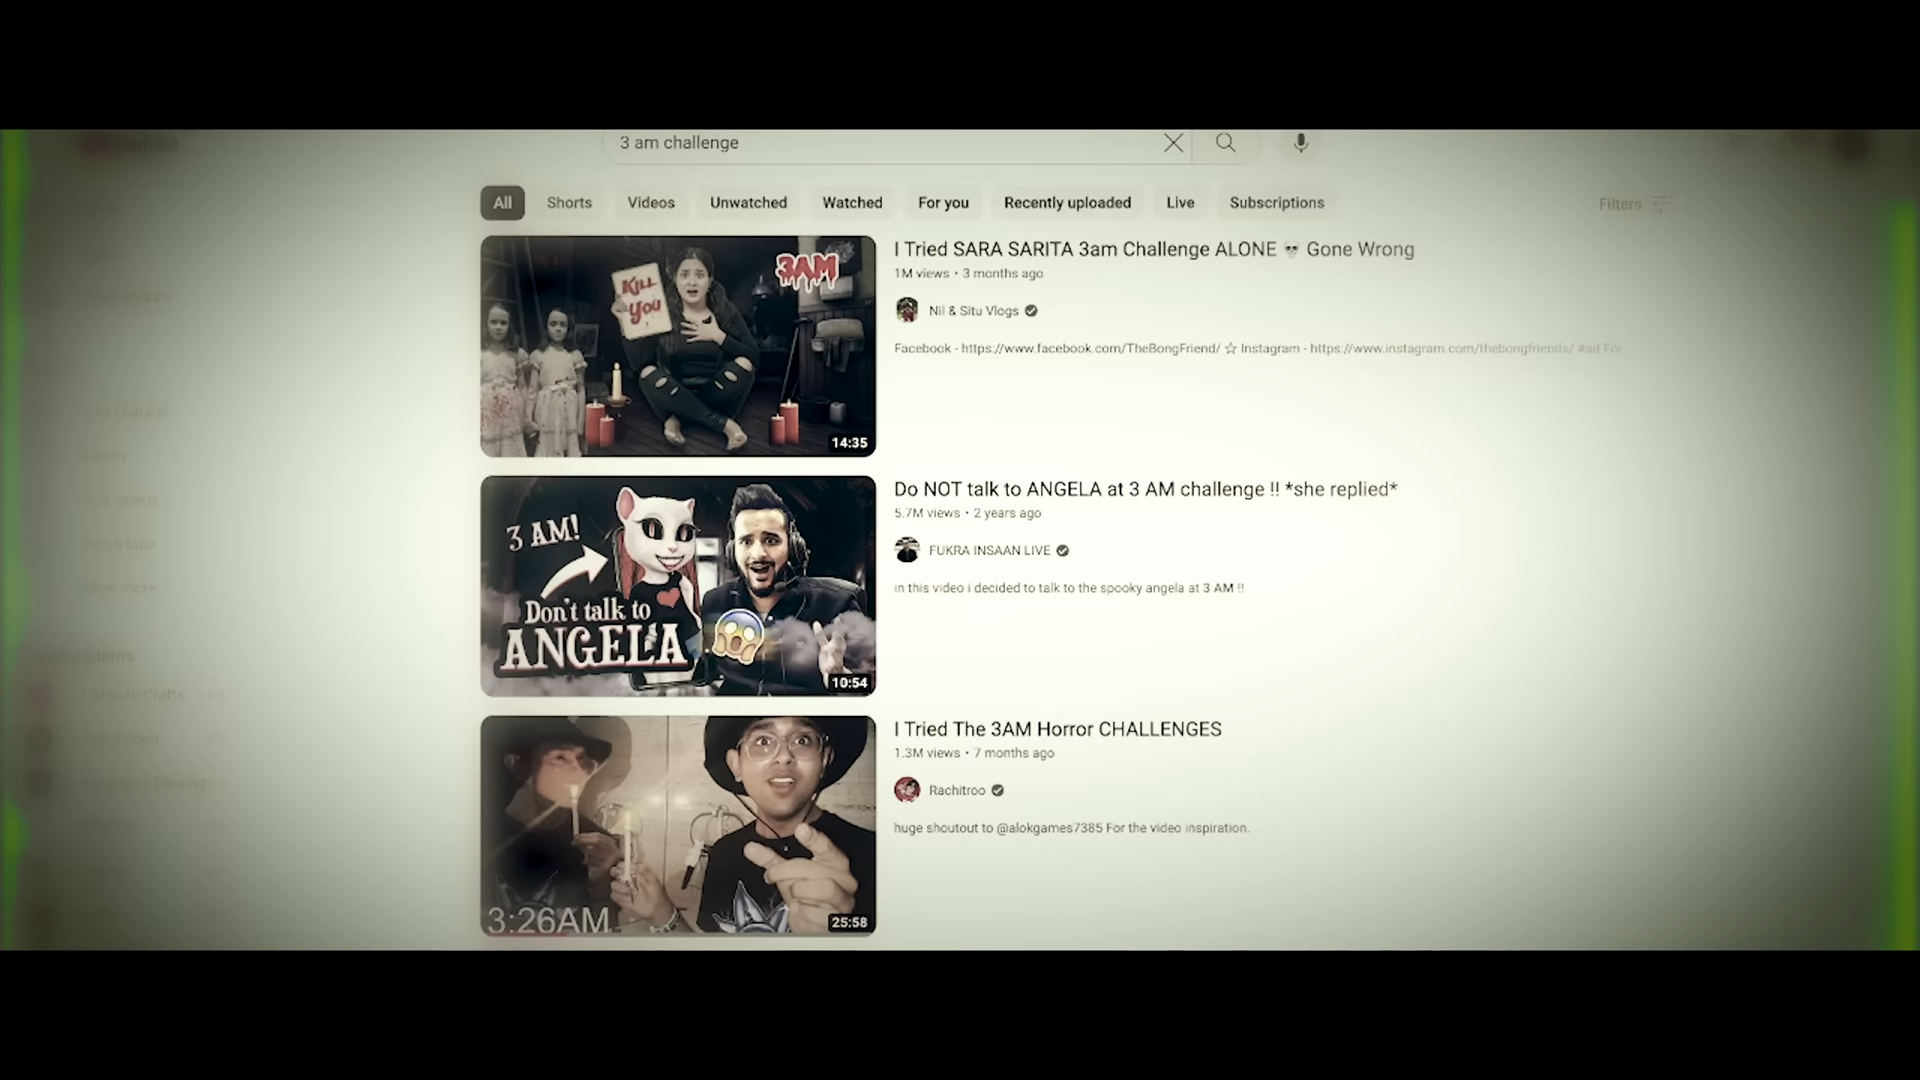 3 am challenge
All Shorts Videos Unwatched Watched For you Recently uploaded Live Subscriptions Filters
3AM
KiLL
YOU
14:35
I Tried SARA SARITA 3am Challenge ALONE 💀 Gone Wrong
1M views • 3 months ago
Nil & Situ Vlogs
Facebook - https://www.facebook.com/TheBongFriend/ ☆ Instagram - https://www.instagram.com/thebongfriends/ #ad For
3 AM!
Don't talk to
ANGELA
10:54
Do NOT talk to ANGELA at 3 AM challenge !! *she replied*
5.7M views • 2 years ago
FUKRA INSAAN LIVE
in this video i decided to talk to the spooky angela at 3 AM !!
3:26AM
25:58
I Tried The 3AM Horror CHALLENGES
1.3M views • 7 months ago
Rachitroo
huge shoutout to @alokgames7385 For the video inspiration.